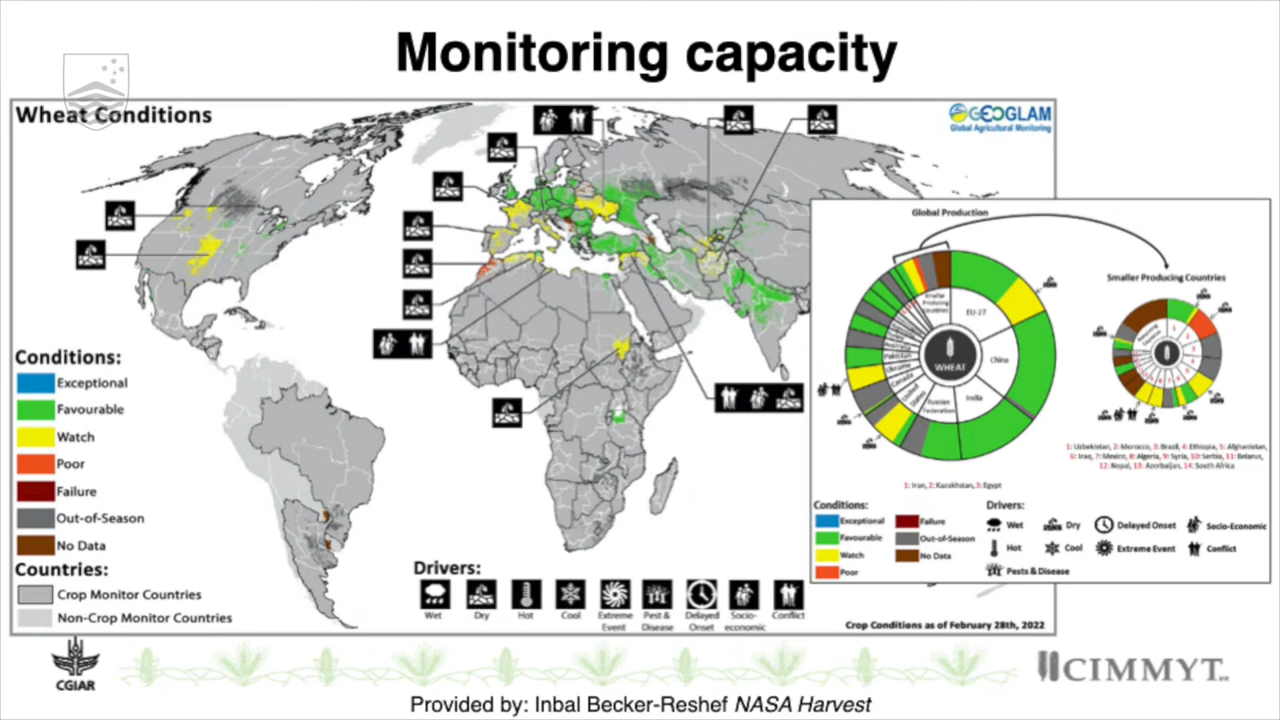 Monitoring capacity
Wheat Conditions
GEOGLAM
Global Agricultural Monitoring
Conditions:
Exceptional
Favourable
Watch
Poor
Failure
Out-of-Season
No Data
Countries:
Crop Monitor Countries
Non-Crop Monitor Countries
Drivers:
Wet
Dry
Hot
Cool
Extreme Event
Pest & Disease
Delayed Onset
Socio-economic
Conflict
Crop Conditions as of February 28th, 2022
Global Production
Smaller Producing Countries
EU-27
China
India
Russian Federation
United States
Canada
Ukraine
Pakistan
Smaller Producing Countries
WHEAT
1: Uzbekistan, 2: Morocco, 3: Brazil, 4: Ethiopia, 5: Afghanistan,
6: Iraq, 7: Mexico, 8: Algeria, 9: Syria, 10: Serbia, 11: Belarus,
12: Nepal, 13: Azerbaijan, 14: South Africa
1: Iran, 2: Kazakhstan, 3: Egypt
Conditions:
Exceptional
Favourable
Watch
Poor
Failure
Out-of-Season
No Data
Drivers:
Wet
Dry
Delayed Onset
Socio-Economic
Hot
Cool
Extreme Event
Conflict
Pests & Disease
CGIAR
CIMMYT
Provided by: Inbal Becker-Reshef NASA Harvest